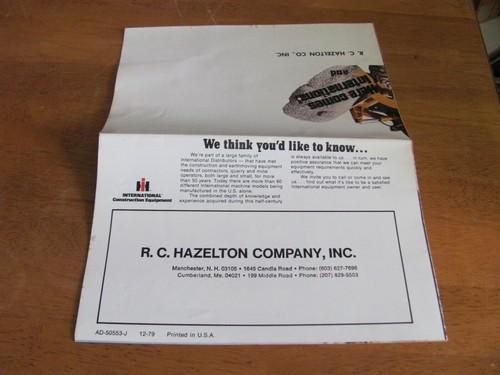 R. C. HAZELTON CO., INC.
and
here comes
International!
We think you'd like to know...
We're part of a large family of
International Distributors — that have met
the construction and earthmoving equipment
needs of contractors, quarry and mine
operators, both large and small, for more
than 50 years. Today there are more than 60
different International machine models being
manufactured in the U.S. alone.
The combined depth of knowledge and
experience acquired during this half-century
is always available to us . . . in turn, we have
positive assurance that we can meet your
equipment requirements quickly and
effectively.
We invite you to call or come in and see
us . . . find out what it's like to be a satisfied
International equipment owner and user.
INTERNATIONAL
Construction Equipment
R. C. HAZELTON COMPANY, INC.
Manchester, N. H. 03105 • 1645 Candia Road • Phone: (603) 627-7696
Cumberland, Me. 04021 • 199 Middle Road • Phone: (207) 829-5503
AD-50553-J 12-79 Printed in U.S.A.